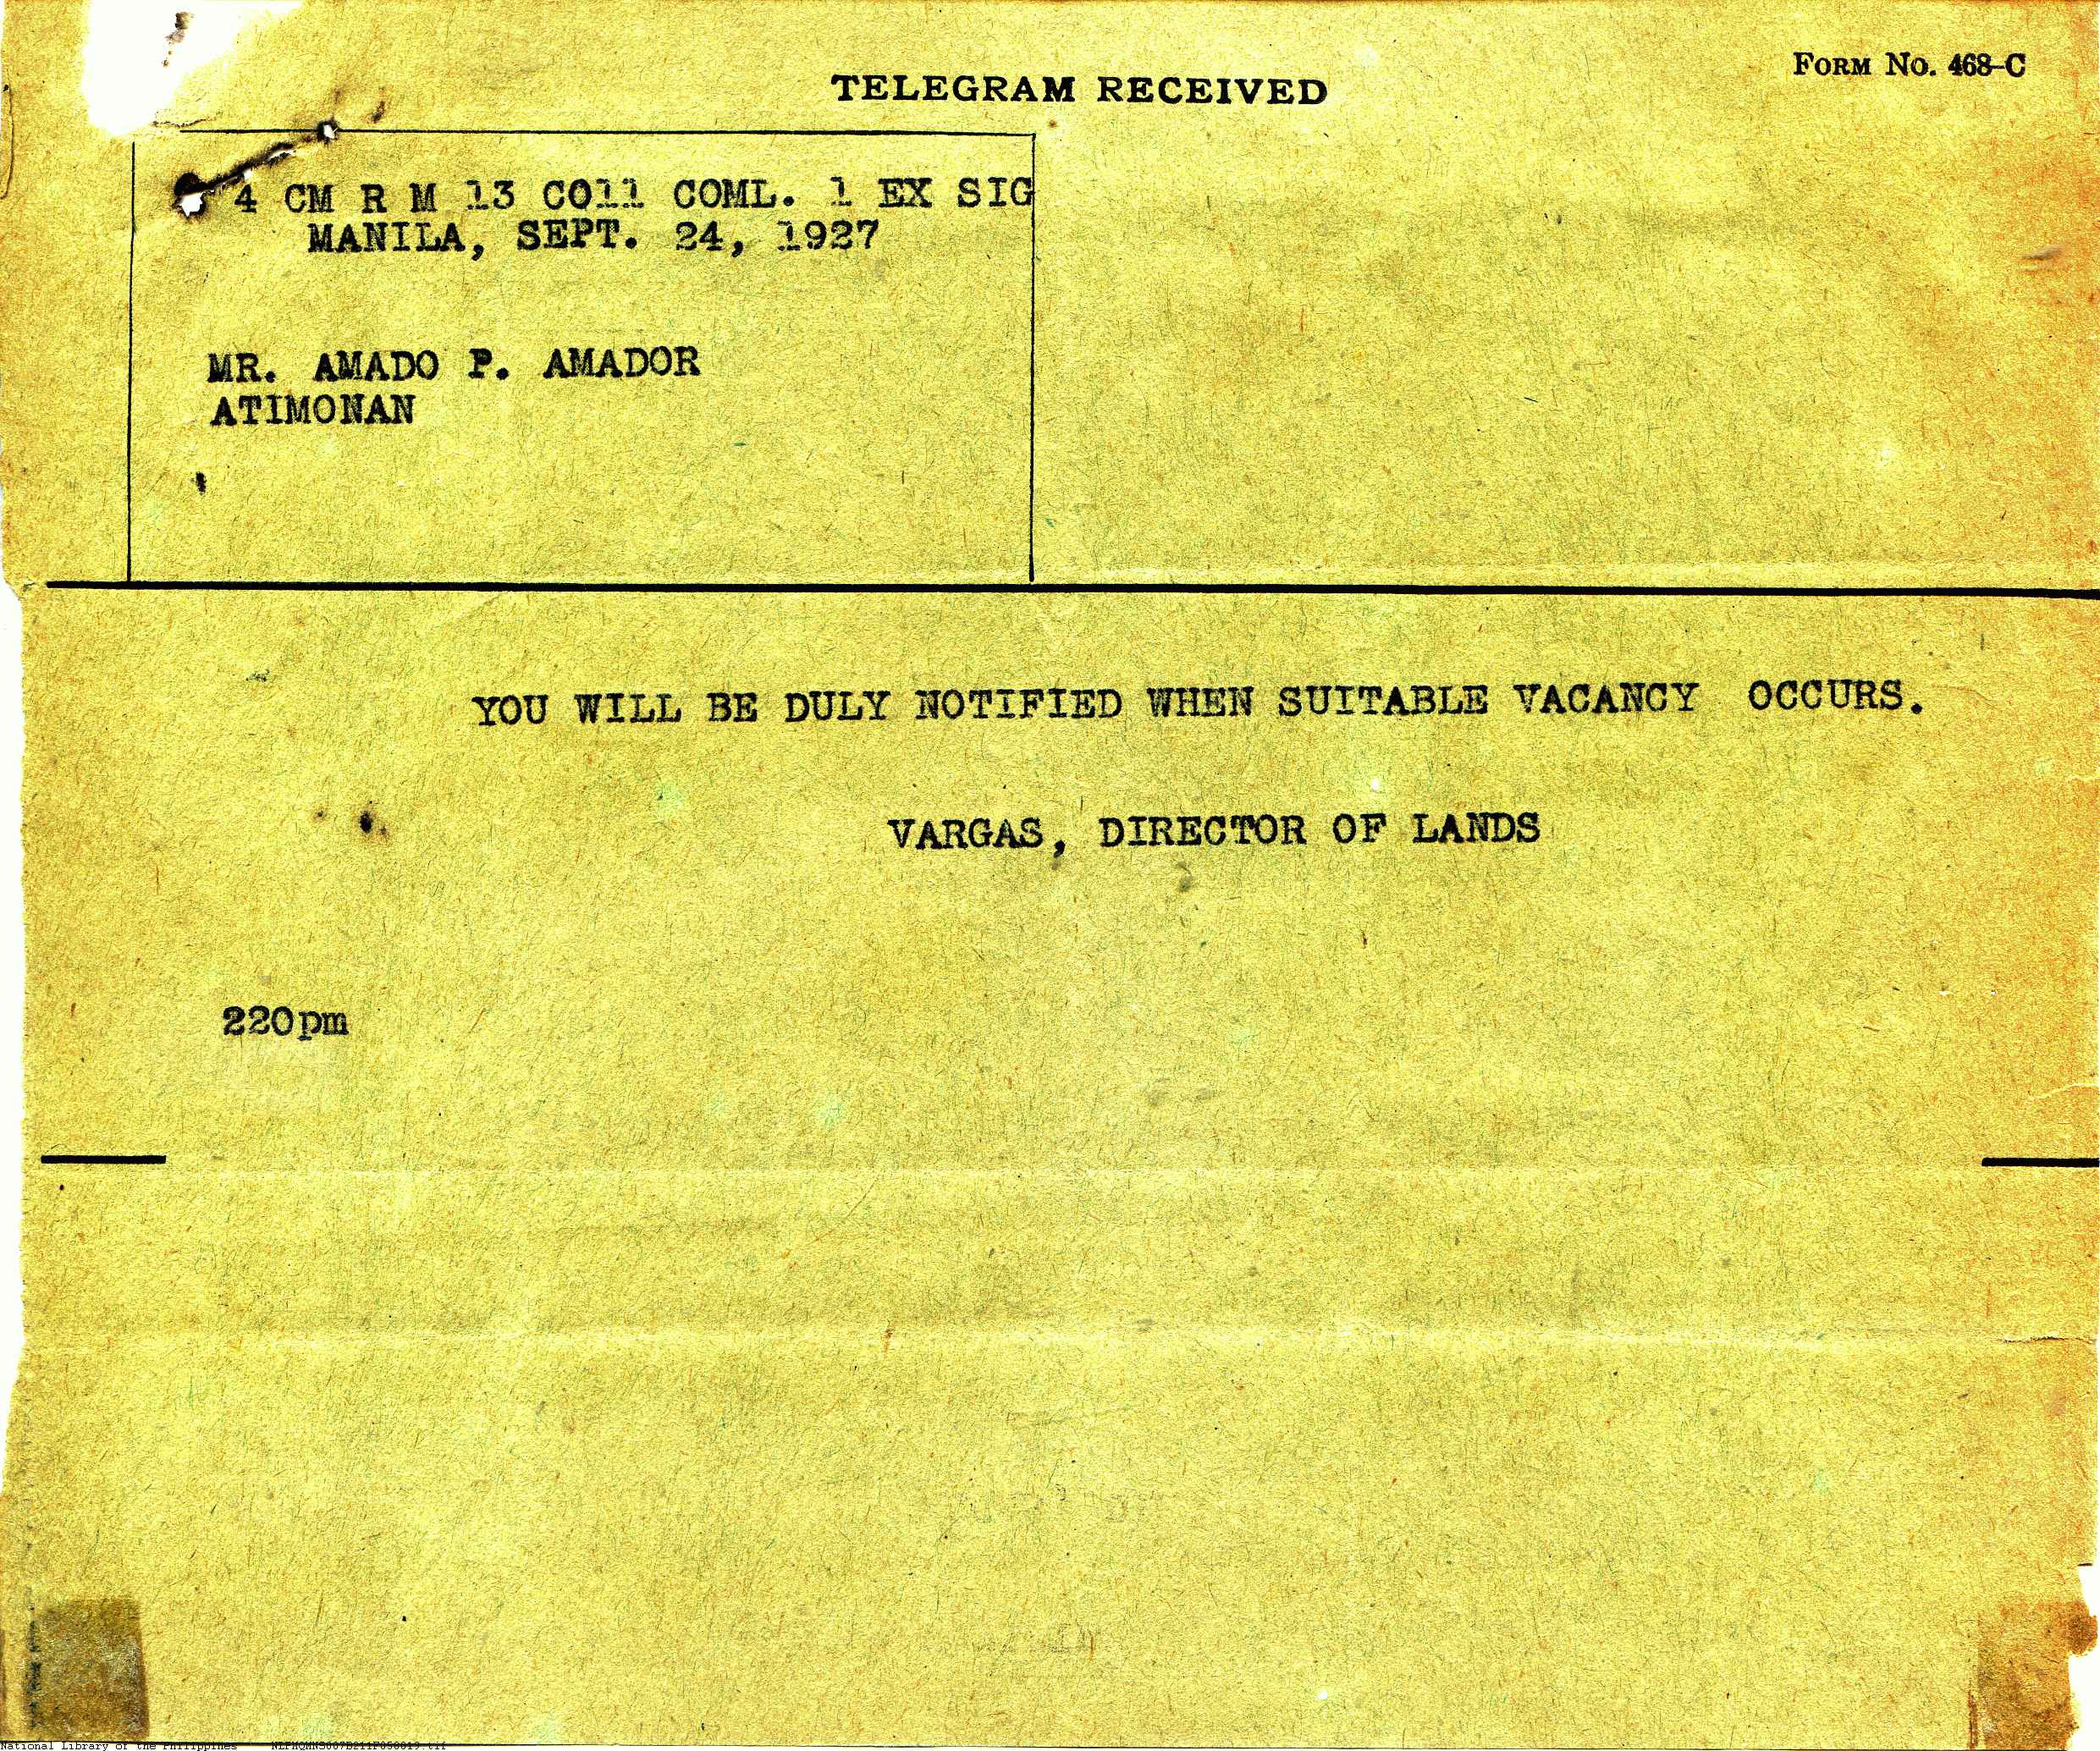 FORM NO. 468-C
TELEGRAM RECEIVED
4 CM R M 13 CO11 COML. 1 EX SIG
MANILA, SEPT. 24, 1927
MR. AMADO P. AMADOR
ATIMONAN
YOU WILL BE DULY NOTIFIED WHEN SUITABLE VACANCY OCCURS.
VARGAS, DIRECTOR OF LANDS
220pm
National Library of the Philippines